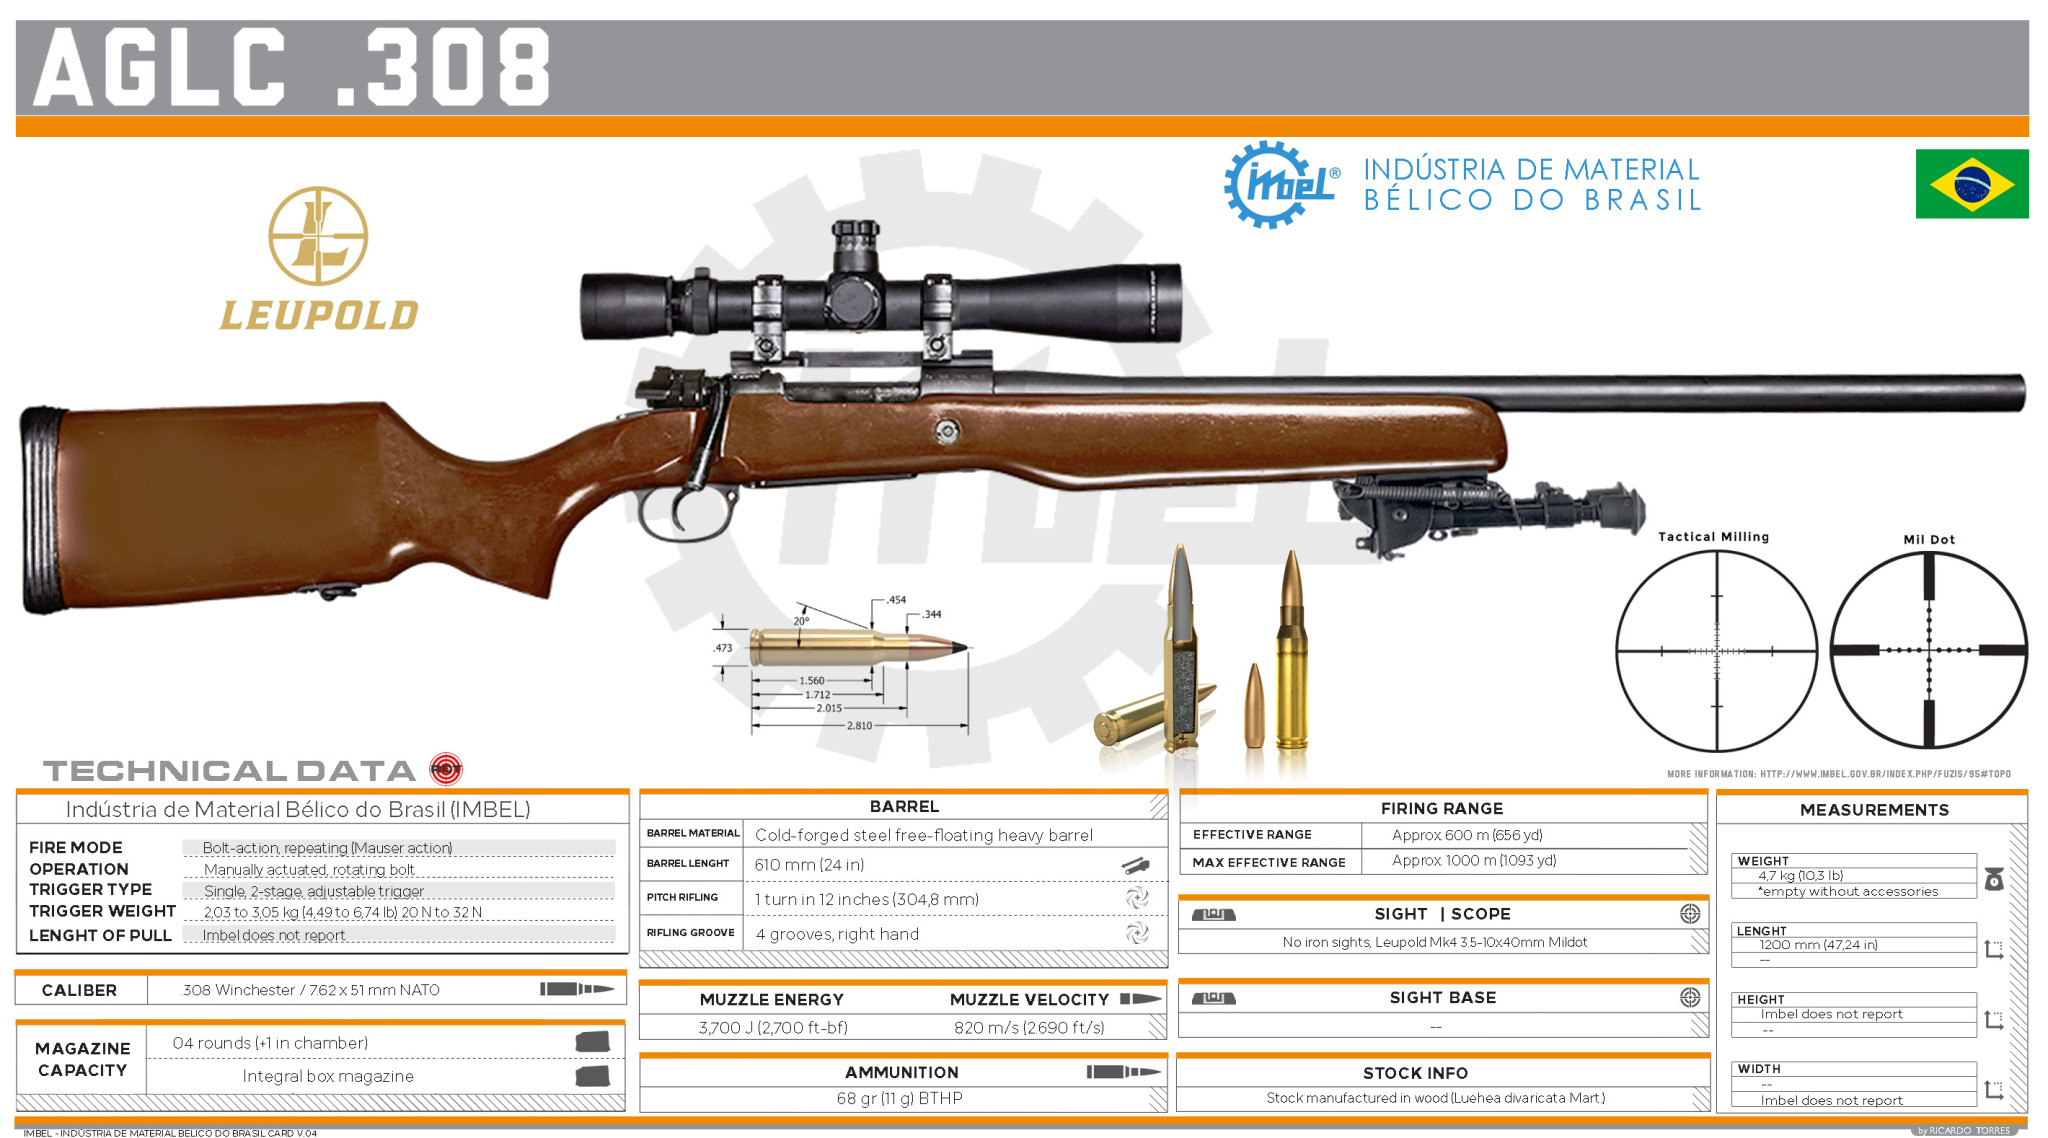 AGLC .308
LEUPOLD
imbel®
INDÚSTRIA DE MATERIAL
BÉLICO DO BRASIL
IMBEL
Tactical Milling
Mil Dot
.454
.344
20°
.473
1.560
1.712
2.015
2.810
MORE INFORMATION: HTTP://WWW.IMBEL.GOV.BR/INDEX.PHP/FUZIS/95#TOPO
TECHNICAL DATA
Indústria de Material Bélico do Brasil (IMBEL)
FIRE MODE Bolt-action, repeating (Mauser action)
OPERATION Manually actuated, rotating bolt
TRIGGER TYPE Single, 2-stage, adjustable trigger
TRIGGER WEIGHT 2,03 to 3,05 kg (4,49 to 6,74 lb) 20 N to 32 N
LENGHT OF PULL Imbel does not report
CALIBER .308 Winchester / 7.62 x 51 mm NATO
MAGAZINE CAPACITY
04 rounds (+1 in chamber)
Integral box magazine
BARREL
BARREL MATERIAL Cold-forged steel free-floating heavy barrel
BARREL LENGHT 610 mm (24 in)
PITCH RIFLING 1 turn in 12 inches (304,8 mm)
RIFLING GROOVE 4 grooves, right hand
MUZZLE ENERGY MUZZLE VELOCITY
3,700 J (2,700 ft-bf) 820 m/s (2.690 ft/s)
AMMUNITION
68 gr (11 g) BTHP
FIRING RANGE
EFFECTIVE RANGE Approx. 600 m (656 yd)
MAX EFFECTIVE RANGE Approx. 1000 m (1.093 yd)
SIGHT | SCOPE
No iron sights, Leupold Mk4 3.5-10x40mm Mildot
SIGHT BASE
--
STOCK INFO
Stock manufactured in wood (Luehea divaricata Mart.)
MEASUREMENTS
WEIGHT
4,7 kg (10,3 lb)
*empty without accessories
LENGHT
1200 mm (47,24 in)
--
HEIGHT
Imbel does not report
--
WIDTH
--
Imbel does not report
IMBEL - INDÚSTRIA DE MATERIAL BELICO DO BRASIL CARD V.04
by RICARDO TORRES